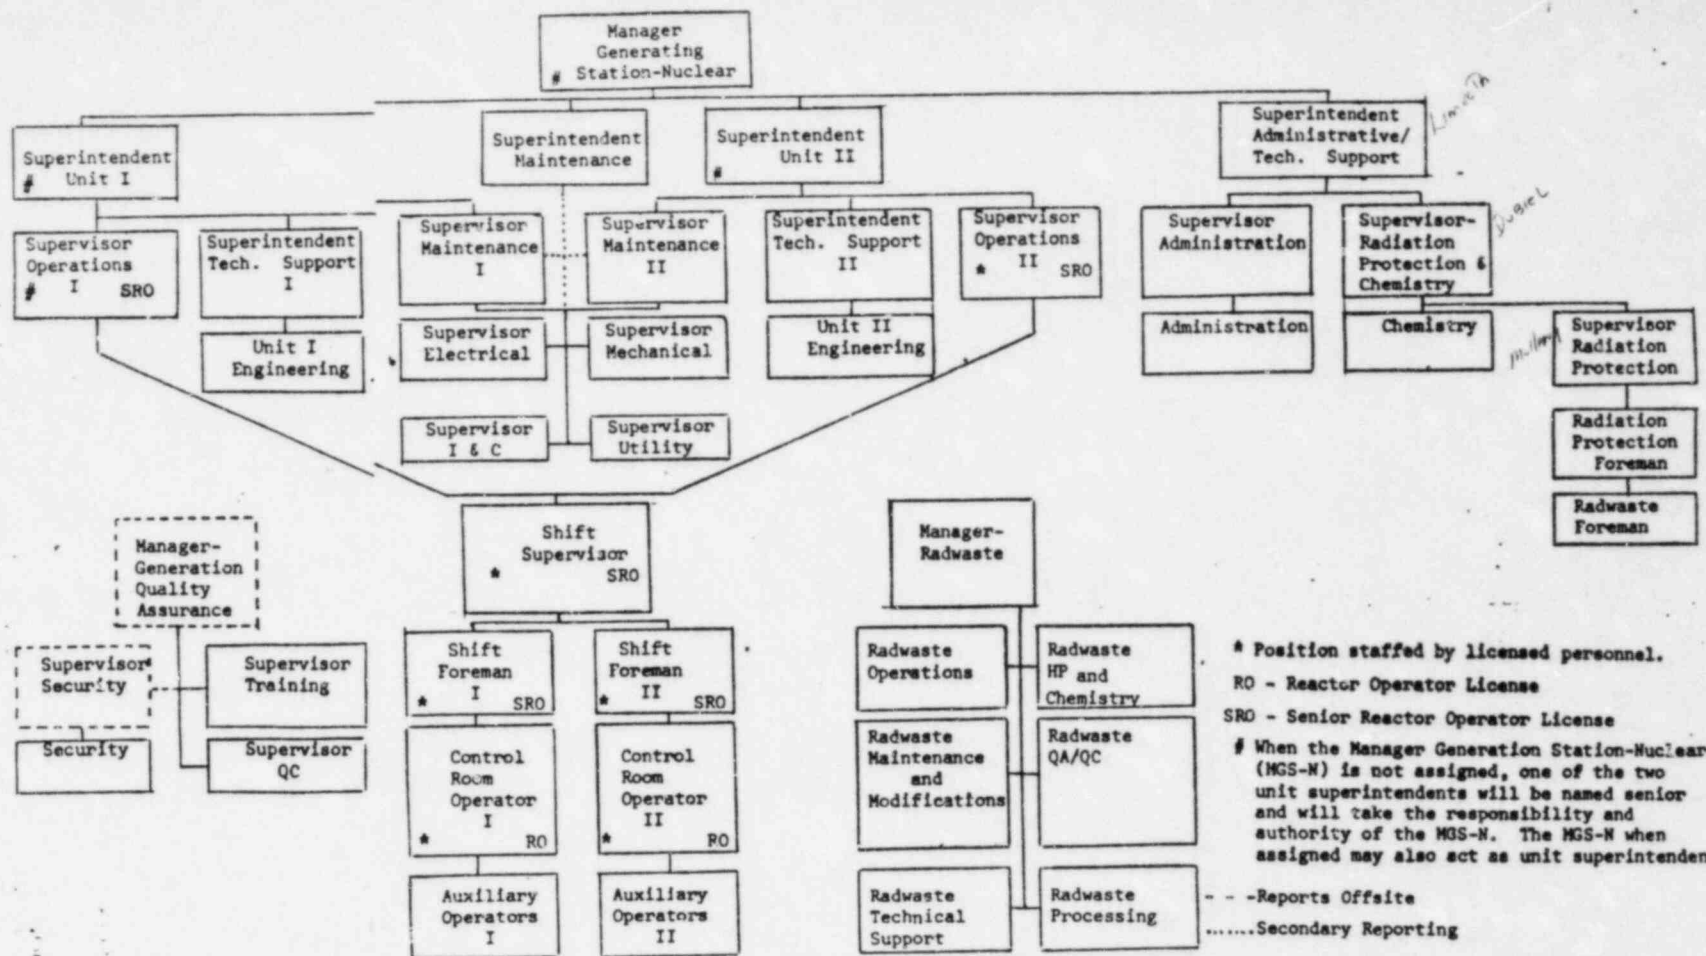 Manager
Generating
# Station-Nuclear
Superintendent
# Unit I
Superintendent
Maintenance
Superintendent
Unit II
#
Superintendent
Administrative/
Tech. Support
Supervisor
Operations
# I SRO
Superintendent
Tech. Support
I
Supervisor
Maintenance
I
Supervisor
Maintenance
II
Superintendent
Tech. Support
II
Supervisor
Operations
II
* SRO
Supervisor
Administration
Supervisor-
Radiation
Protection &
Chemistry
DUBIEL
Unit I
Engineering
Supervisor
Electrical
Supervisor
Mechanical
Unit II
Engineering
Administration
Chemistry
Supervisor
Radiation
Protection
Supervisor
I & C
Supervisor
Utility
Radiation
Protection
Foreman
Radwaste
Foreman
Manager-
Generation
Quality
Assurance
Shift
Supervisor
* SRO
Manager-
Radwaste
Supervisor
Security
Supervisor
Training
Security
Supervisor
QC
Shift
Foreman
I
* SRO
Shift
Foreman
II
* SRO
Control
Room
Operator
I
* RO
Control
Room
Operator
II
* RO
Auxiliary
Operators
I
Auxiliary
Operators
II
Radwaste
Operations
Radwaste
HP and
Chemistry
Radwaste
Maintenance
and
Modifications
Radwaste
QA/QC
Radwaste
Technical
Support
Radwaste
Processing
* Position staffed by licensed personnel.
RO - Reactor Operator License
SRO - Senior Reactor Operator License
# When the Manager Generation Station-Nuclear
(MGS-N) is not assigned, one of the two
unit superintendents will be named senior
and will take the responsibility and
authority of the MGS-N. The MGS-N when
assigned may also act as unit superintenden
- - -Reports Offsite
.......Secondary Reporting